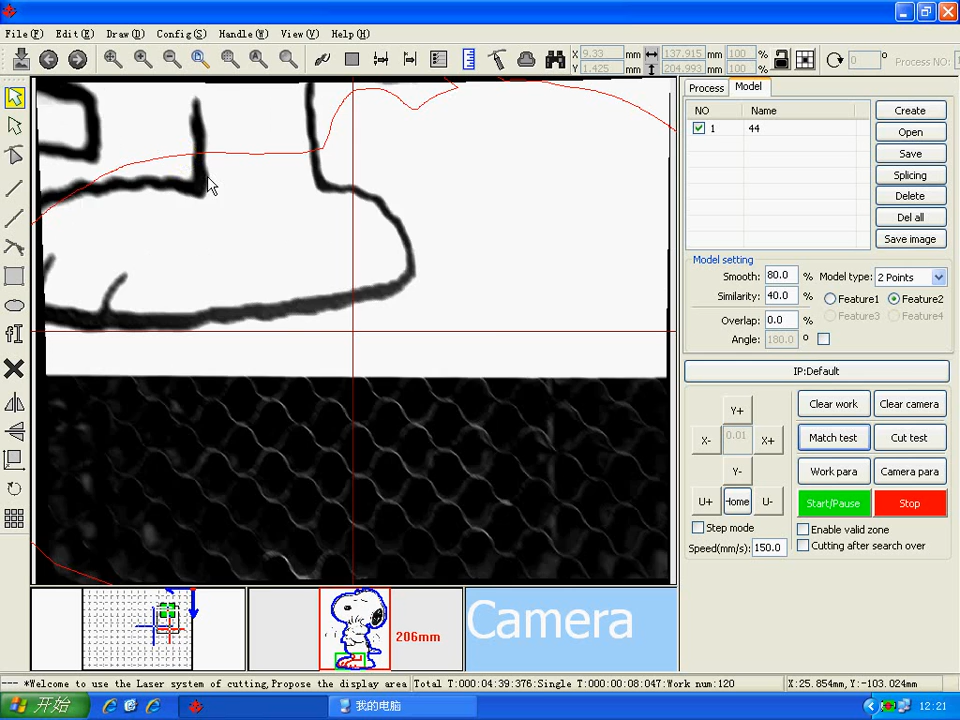 File(F) Edit(E) Draw(D) Config(S) Handle(W) View(V) Help(H)
X 9.33 mm 137.915 mm 100 %
Y 1.425 mm 204.993 mm 100 %
0 ° Process NO: 1
Process Model
NO Name
1 44
Create
Open
Save
Splicing
Delete
Del all
Save image
Model setting
Smooth: 80.0 % Model type: 2 Points
Similarity: 40.0 % Feature1 Feature2
Overlap: 0.0 % Feature3 Feature4
Angle: 180.0 °
IP:Default
Y+
X- 0.01 X+
Y-
U+ Home U-
Step mode
Speed(mm/s): 150.0
Clear work Clear camera
Match test Cut test
Work para Camera para
Start/Pause Stop
Enable valid zone
Cutting after search over
206mm
Camera
--- *Welcome to use the Laser system of cutting,Propose the display area Total T:000:04:39:376:Single T:000:00:08:047:Work num:120 X:25.854mm,Y:-103.024mm
开始 我的电脑 12:21